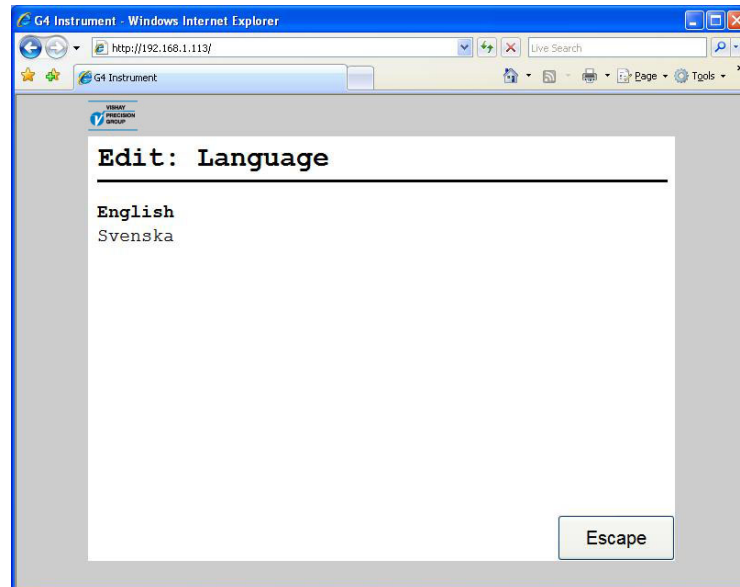 G4 Instrument - Windows Internet Explorer
http://192.168.1.113/
Live Search
G4 Instrument
Page
Tools
VISHAY
PRECISION
GROUP
Edit: Language
English
Svenska
Escape